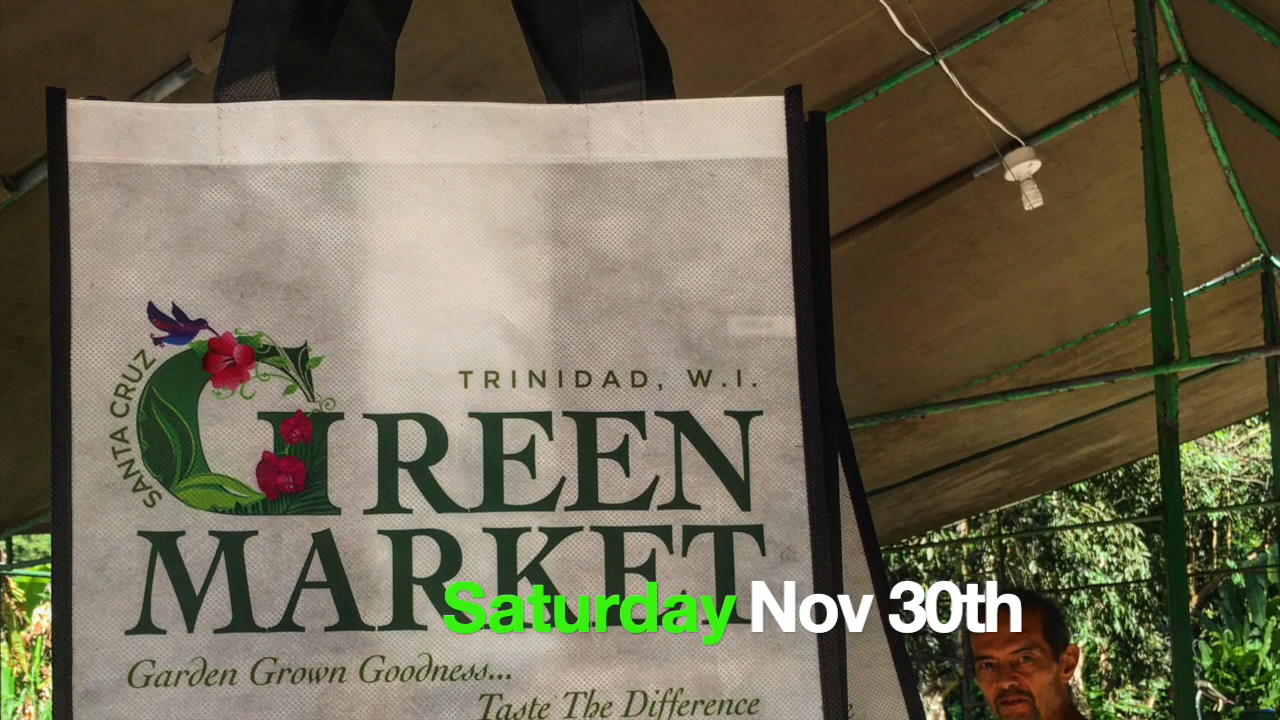 SANTA CRUZ
TRINIDAD, W.I.
GREEN
MARKET
Saturday Nov 30th
Garden Grown Goodness...
Taste The Difference